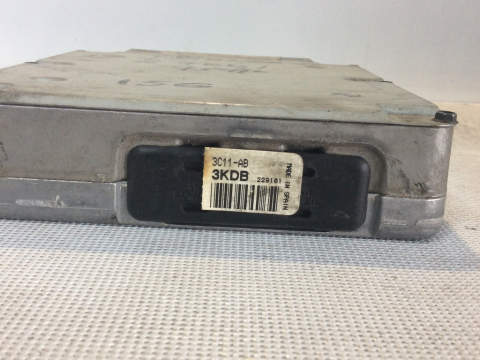 3C11-AB
3KDB 229101
MADE IN SPAIN